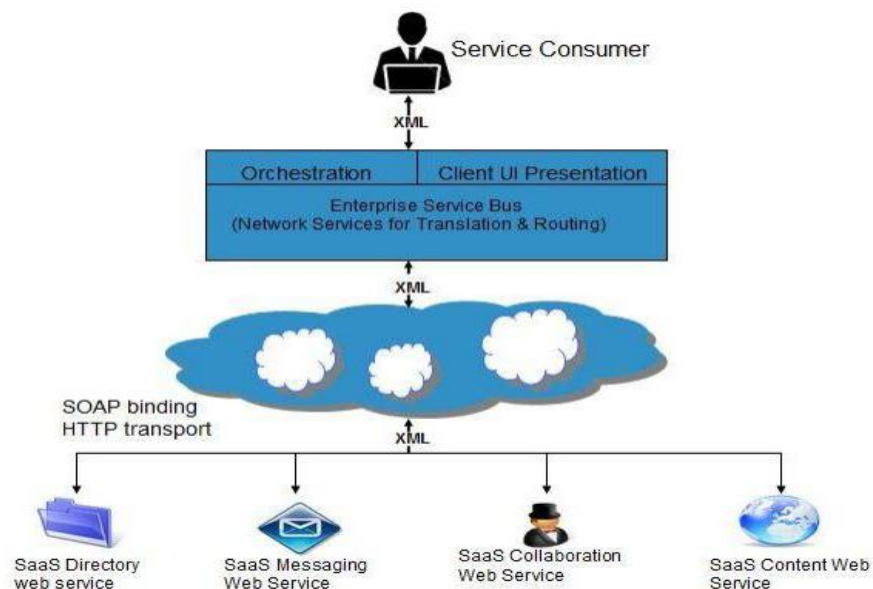 Service Consumer
XML
Orchestration
Client UI Presentation
Enterprise Service Bus
(Network Services for Translation & Routing)
XML
SOAP binding
HTTP transport
XML
SaaS Directory
web service
SaaS Messaging
Web Service
SaaS Collaboration
Web Service
SaaS Content Web
Service